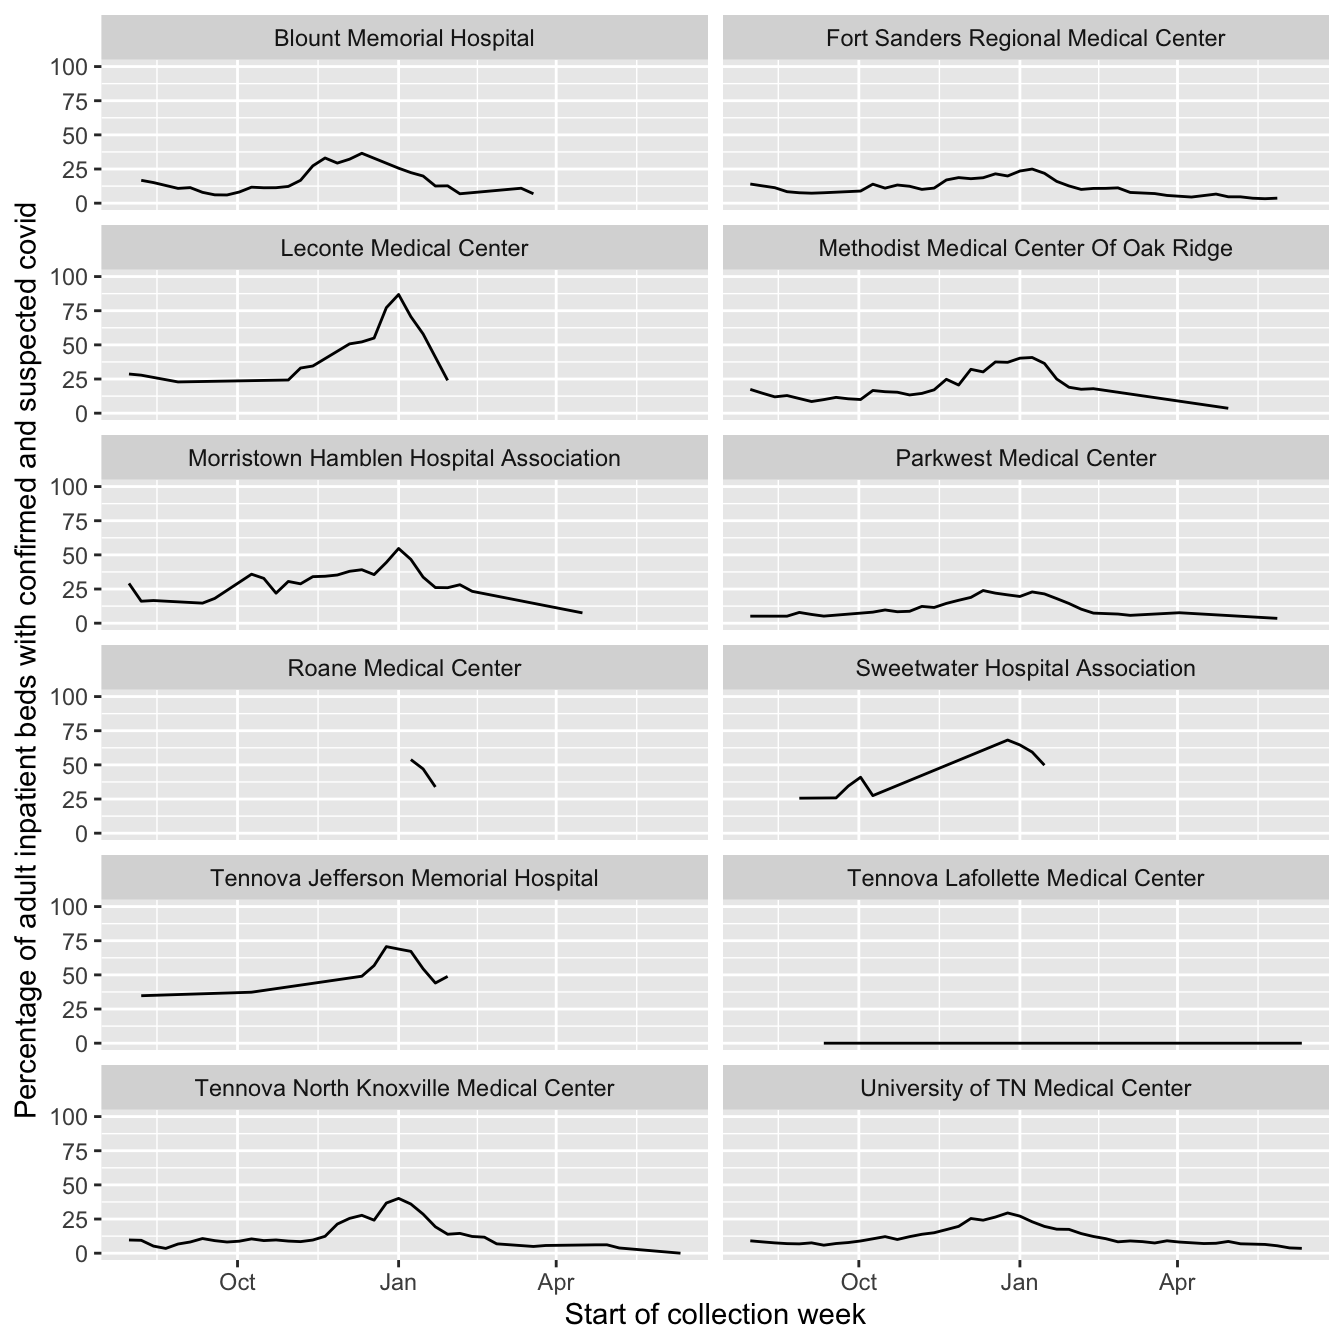 Blount Memorial Hospital
Fort Sanders Regional Medical Center
100
75
50
25
0
Leconte Medical Center
Methodist Medical Center Of Oak Ridge
100
75
50
25
0
Morristown Hamblen Hospital Association
Parkwest Medical Center
100
75
50
25
0
Roane Medical Center
Sweetwater Hospital Association
100
75
50
25
0
Tennova Jefferson Memorial Hospital
Tennova Lafollette Medical Center
100
75
50
25
0
Tennova North Knoxville Medical Center
University of TN Medical Center
100
75
50
25
0
Oct Jan Apr
Oct Jan Apr
Start of collection week
Percentage of adult inpatient beds with confirmed and suspected covid